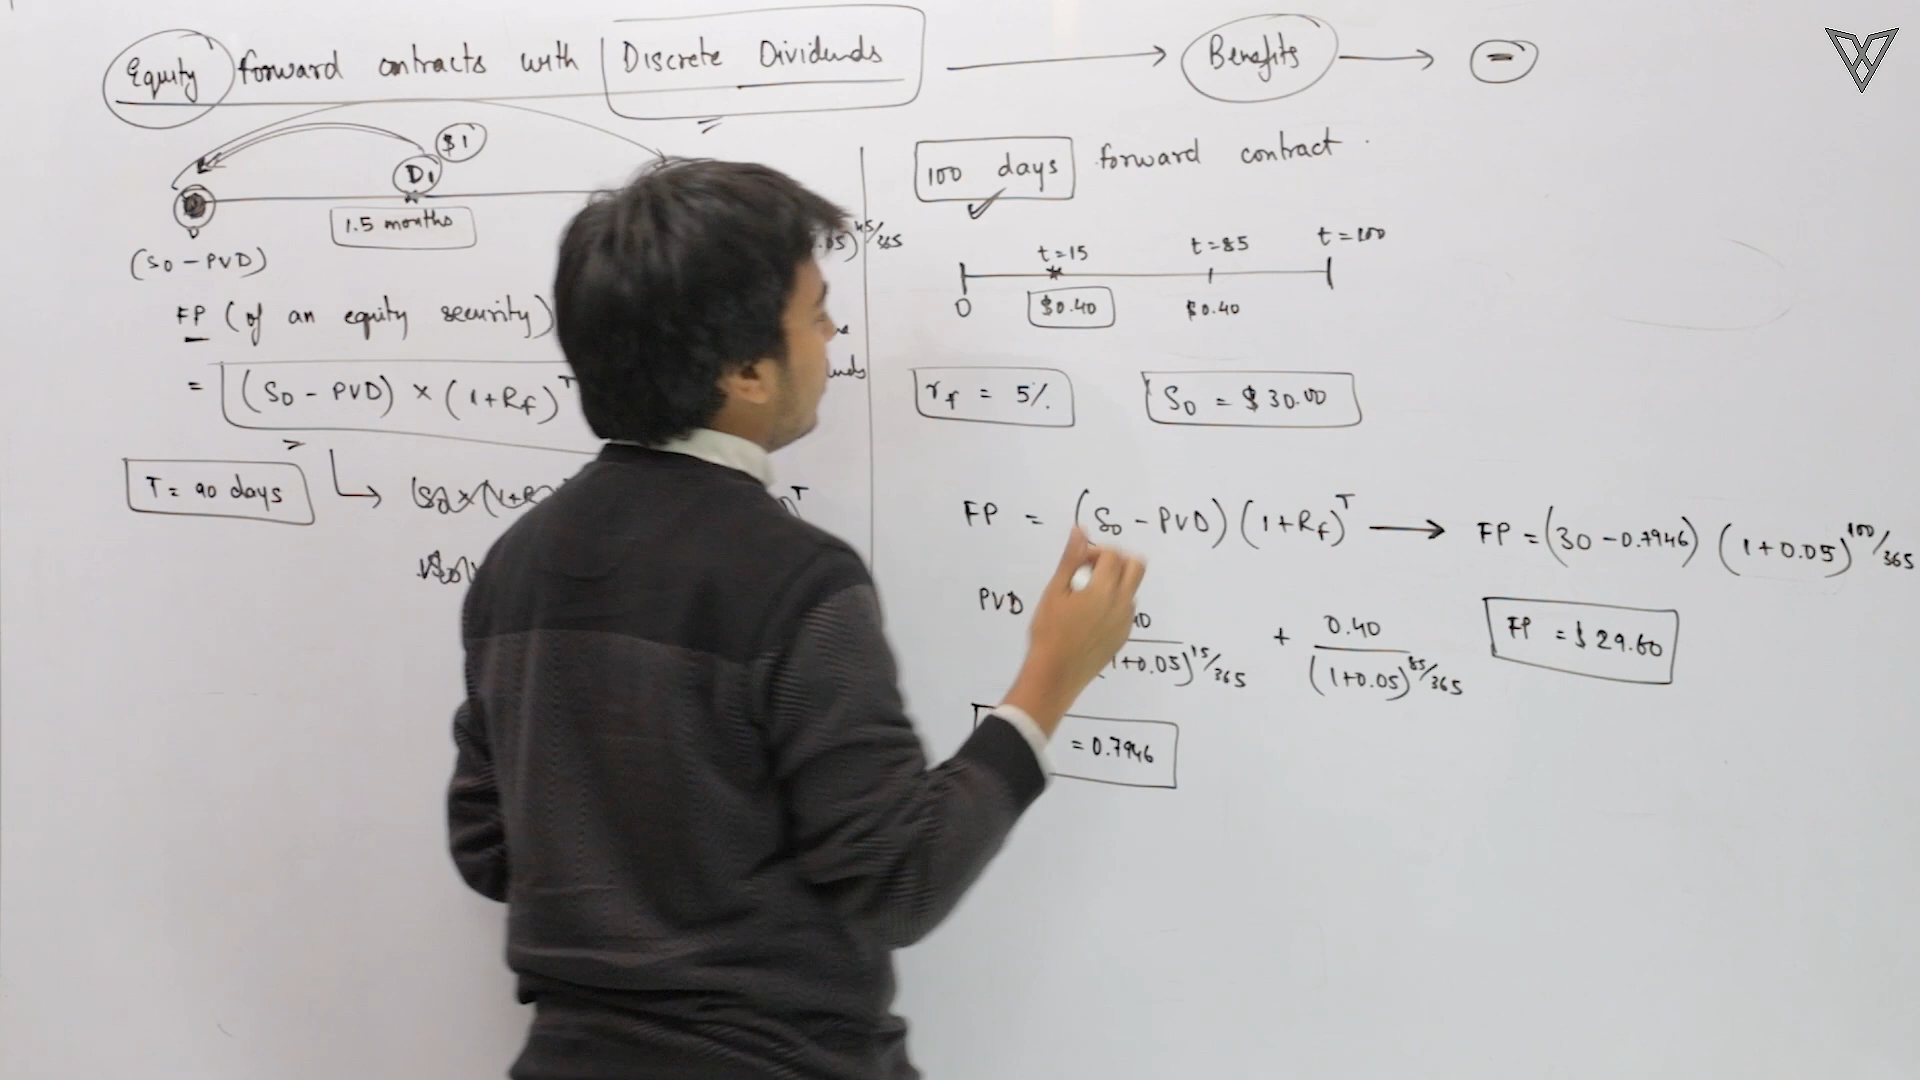 Equity forward contracts with Discrete Dividends → Benefits → -
$1
D1
1.5 months
.05)^45/365
(S0 - PVD)
FP (of an equity security)
= (S0 - PVD) × (1+Rf)^T
T = 90 days
100 days forward contract.
t=15 t=85 t=100
0 $0.40 $0.40
rf = 5%. S0 = $30.00
FP = (S0 - PVD) (1+Rf)^T → FP = (30 - 0.7946) (1+0.05)^100/365
PVD 40 / (1+0.05)^15/365 + 0.40 / (1+0.05)^85/365
FP = $29.60
= 0.7946